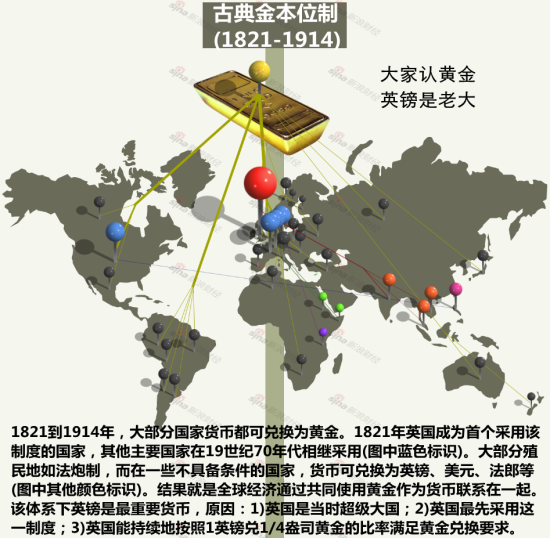 古典金本位制
(1821-1914)
大家认黄金
英镑是老大
1821到1914年，大部分国家货币都可兑换为黄金。1821年英国成为首个采用该
制度的国家，其他主要国家在19世纪70年代相继采用(图中蓝色标识)。大部分殖
民地如法炮制，而在一些不具备条件的国家，货币可兑换为英镑、美元、法郎等
(图中其他颜色标识)。结果就是全球经济通过共同使用黄金作为货币联系在一起。
该体系下英镑是最重要货币，原因：1)英国是当时超级大国；2)英国最先采用这
一制度；3)英国能持续地按照1英镑兑1/4盎司黄金的比率满足黄金兑换要求。